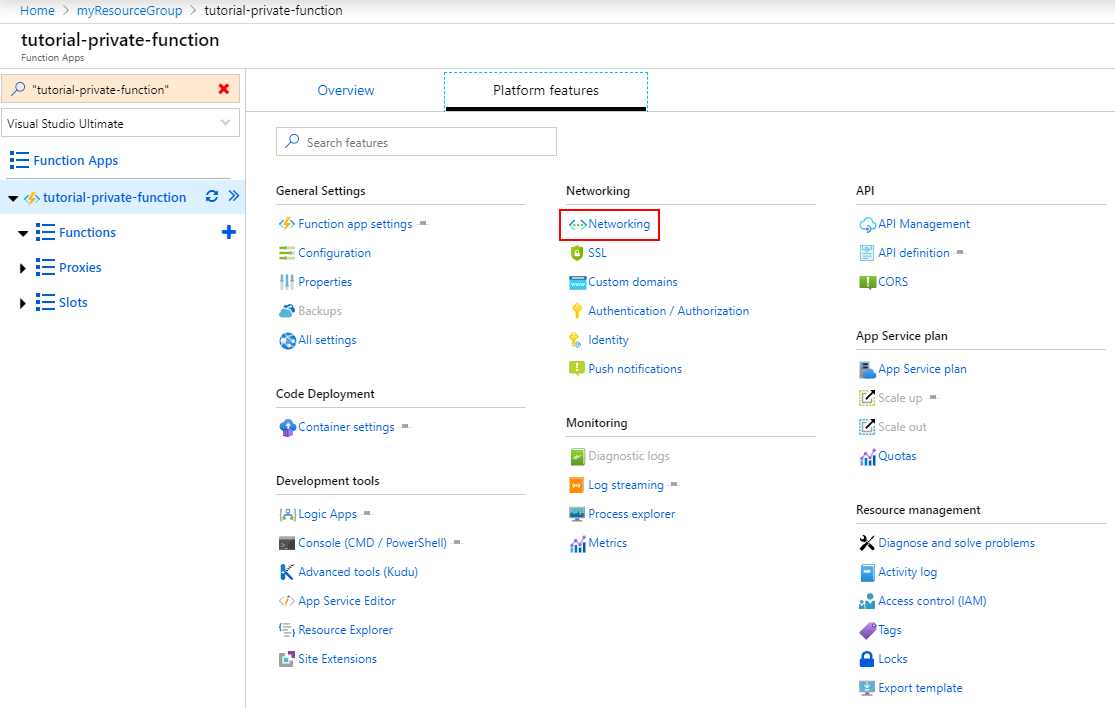 Home > myResourceGroup > tutorial-private-function
tutorial-private-function
Function Apps
"tutorial-private-function"
Visual Studio Ultimate
Function Apps
tutorial-private-function
Functions
Proxies
Slots
Overview
Platform features
Search features
General Settings
Function app settings
Configuration
Properties
Backups
All settings
Code Deployment
Container settings
Development tools
Logic Apps
Console (CMD / PowerShell)
Advanced tools (Kudu)
App Service Editor
Resource Explorer
Site Extensions
Networking
Networking
SSL
Custom domains
Authentication / Authorization
Identity
Push notifications
Monitoring
Diagnostic logs
Log streaming
Process explorer
Metrics
API
API Management
API definition
CORS
App Service plan
App Service plan
Scale up
Scale out
Quotas
Resource management
Diagnose and solve problems
Activity log
Access control (IAM)
Tags
Locks
Export template